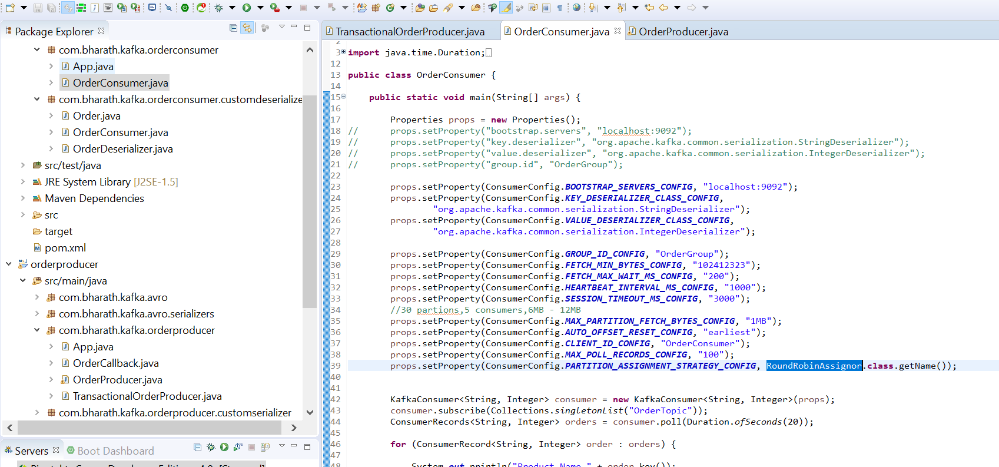 Package Explorer
com.bharath.kafka.orderconsumer
App.java
OrderConsumer.java
com.bharath.kafka.orderconsumer.customdeserialize
Order.java
OrderConsumer.java
OrderDeserializer.java
src/test/java
JRE System Library [J2SE-1.5]
Maven Dependencies
src
target
pom.xml
orderproducer
src/main/java
com.bharath.kafka.avro
com.bharath.kafka.avro.serializers
com.bharath.kafka.orderproducer
App.java
OrderCallback.java
OrderProducer.java
TransactionalOrderProducer.java
com.bharath.kafka.orderproducer.customserializer
Servers
Boot Dashboard
TransactionalOrderProducer.java
OrderConsumer.java
OrderProducer.java
2
3 import java.time.Duration;
12
13 public class OrderConsumer {
14
15 public static void main(String[] args) {
16
17 Properties props = new Properties();
18 // props.setProperty("bootstrap.servers", "localhost:9092");
19 // props.setProperty("key.deserializer", "org.apache.kafka.common.serialization.StringDeserializer");
20 // props.setProperty("value.deserializer", "org.apache.kafka.common.serialization.IntegerDeserializer");
21 // props.setProperty("group.id", "OrderGroup");
22
23 props.setProperty(ConsumerConfig.BOOTSTRAP_SERVERS_CONFIG, "localhost:9092");
24 props.setProperty(ConsumerConfig.KEY_DESERIALIZER_CLASS_CONFIG,
25 "org.apache.kafka.common.serialization.StringDeserializer");
26 props.setProperty(ConsumerConfig.VALUE_DESERIALIZER_CLASS_CONFIG,
27 "org.apache.kafka.common.serialization.IntegerDeserializer");
28
29 props.setProperty(ConsumerConfig.GROUP_ID_CONFIG, "OrderGroup");
30 props.setProperty(ConsumerConfig.FETCH_MIN_BYTES_CONFIG, "102412323");
31 props.setProperty(ConsumerConfig.FETCH_MAX_WAIT_MS_CONFIG, "200");
32 props.setProperty(ConsumerConfig.HEARTBEAT_INTERVAL_MS_CONFIG, "1000");
33 props.setProperty(ConsumerConfig.SESSION_TIMEOUT_MS_CONFIG, "3000");
34 //30 partions,5 consumers,6MB - 12MB
35 props.setProperty(ConsumerConfig.MAX_PARTITION_FETCH_BYTES_CONFIG, "1MB");
36 props.setProperty(ConsumerConfig.AUTO_OFFSET_RESET_CONFIG, "earliest");
37 props.setProperty(ConsumerConfig.CLIENT_ID_CONFIG, "OrderConsumer");
38 props.setProperty(ConsumerConfig.MAX_POLL_RECORDS_CONFIG, "100");
39 props.setProperty(ConsumerConfig.PARTITION_ASSIGNMENT_STRATEGY_CONFIG, RoundRobinAssignor.class.getName());
40
41
42 KafkaConsumer<String, Integer> consumer = new KafkaConsumer<String, Integer>(props);
43 consumer.subscribe(Collections.singletonList("OrderTopic"));
44 ConsumerRecords<String, Integer> orders = consumer.poll(Duration.ofSeconds(20));
45
46 for (ConsumerRecord<String, Integer> order : orders) {
47
48 System.out.println("Product Name " + order.key());